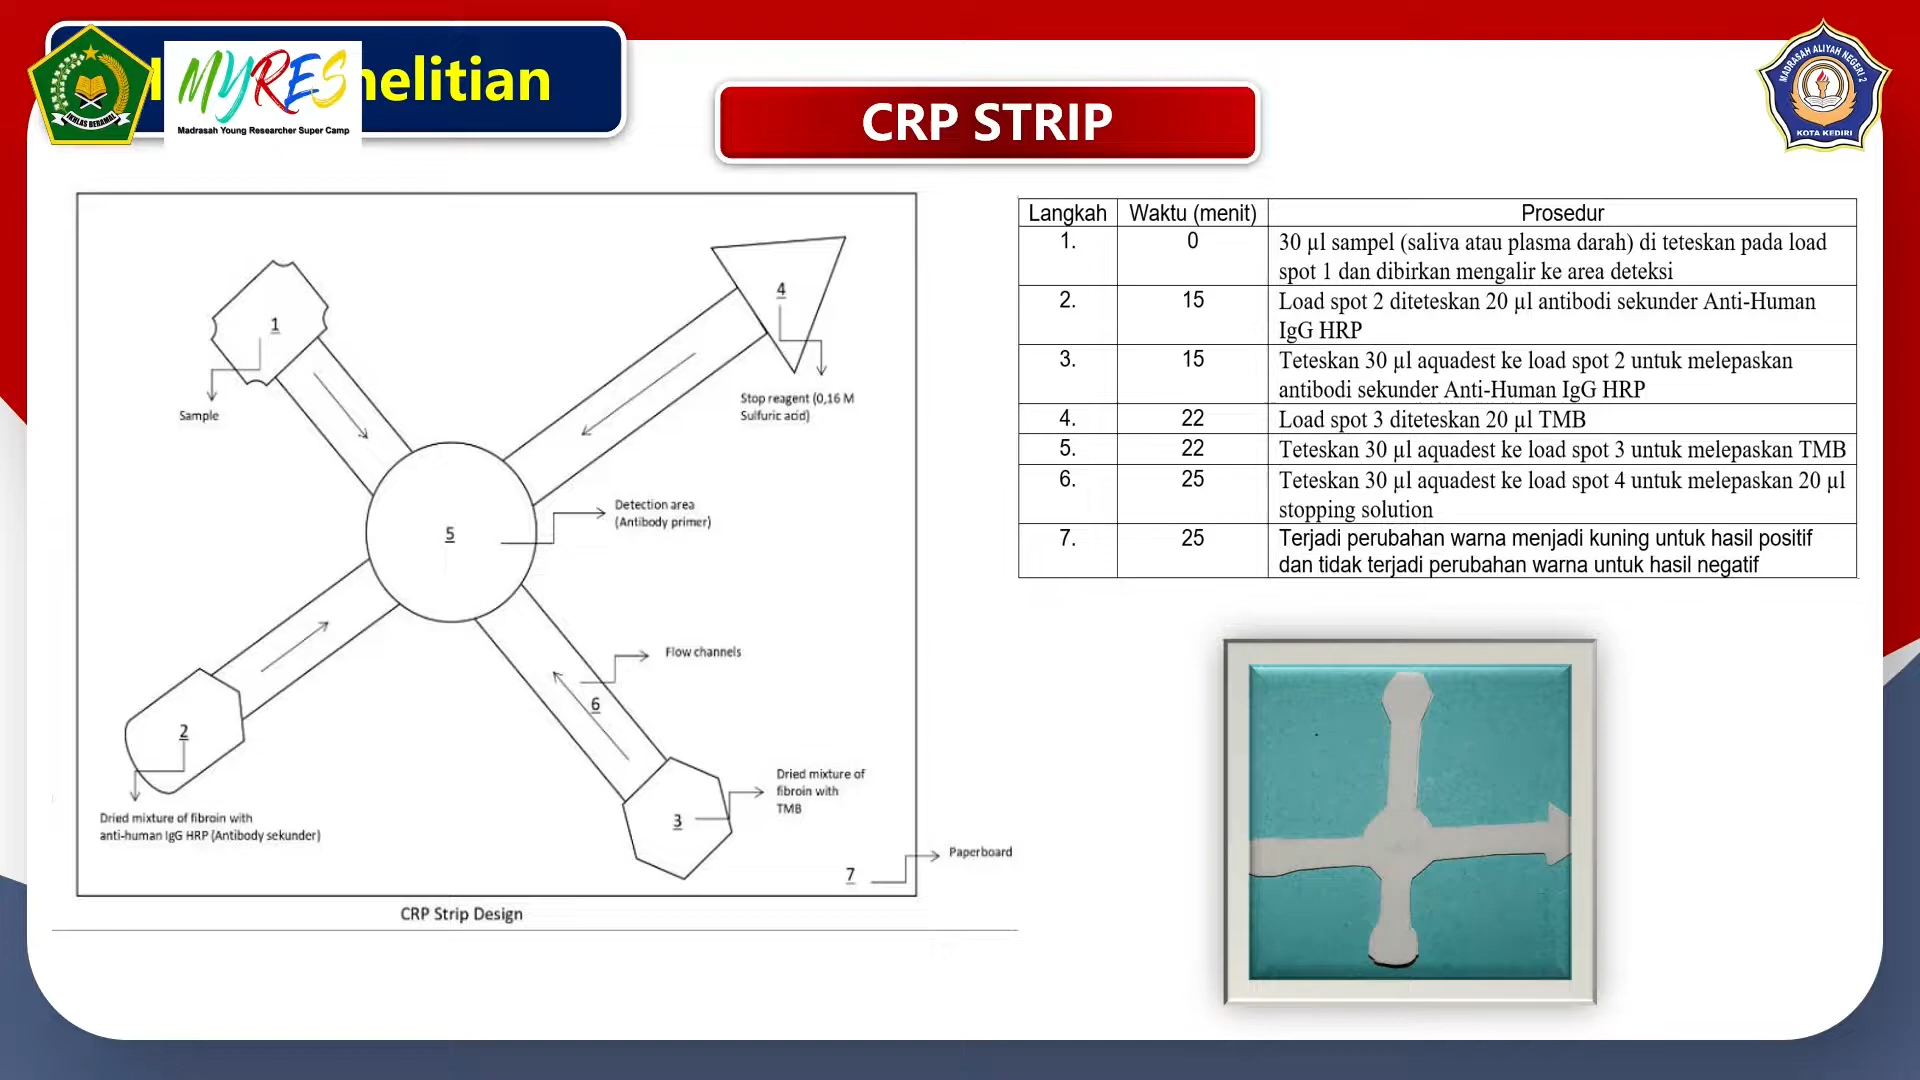 nelitian
IKHLAS BERAMAL
MYRES
Madrasah Young Researcher Super Camp
CRP STRIP
MADRASAH ALIYAH NEGERI 2
KOTA KEDIRI
1
Sample
4
Stop reagent (0,16 M
Sulfuric acid)
5
Detection area
(Antibody primer)
Flow channels
6
2
Dried mixture of fibroin with
anti-human IgG HRP (Antibody sekunder)
3
Dried mixture of
fibroin with
TMB
7
Paperboard
CRP Strip Design
Langkah Waktu (menit) Prosedur
1. 0 30 µl sampel (saliva atau plasma darah) di teteskan pada load
spot 1 dan dibirkan mengalir ke area deteksi
2. 15 Load spot 2 diteteskan 20 µl antibodi sekunder Anti-Human
IgG HRP
3. 15 Teteskan 30 µl aquadest ke load spot 2 untuk melepaskan
antibodi sekunder Anti-Human IgG HRP
4. 22 Load spot 3 diteteskan 20 µl TMB
5. 22 Teteskan 30 µl aquadest ke load spot 3 untuk melepaskan TMB
6. 25 Teteskan 30 µl aquadest ke load spot 4 untuk melepaskan 20 µl
stopping solution
7. 25 Terjadi perubahan warna menjadi kuning untuk hasil positif
dan tidak terjadi perubahan warna untuk hasil negatif